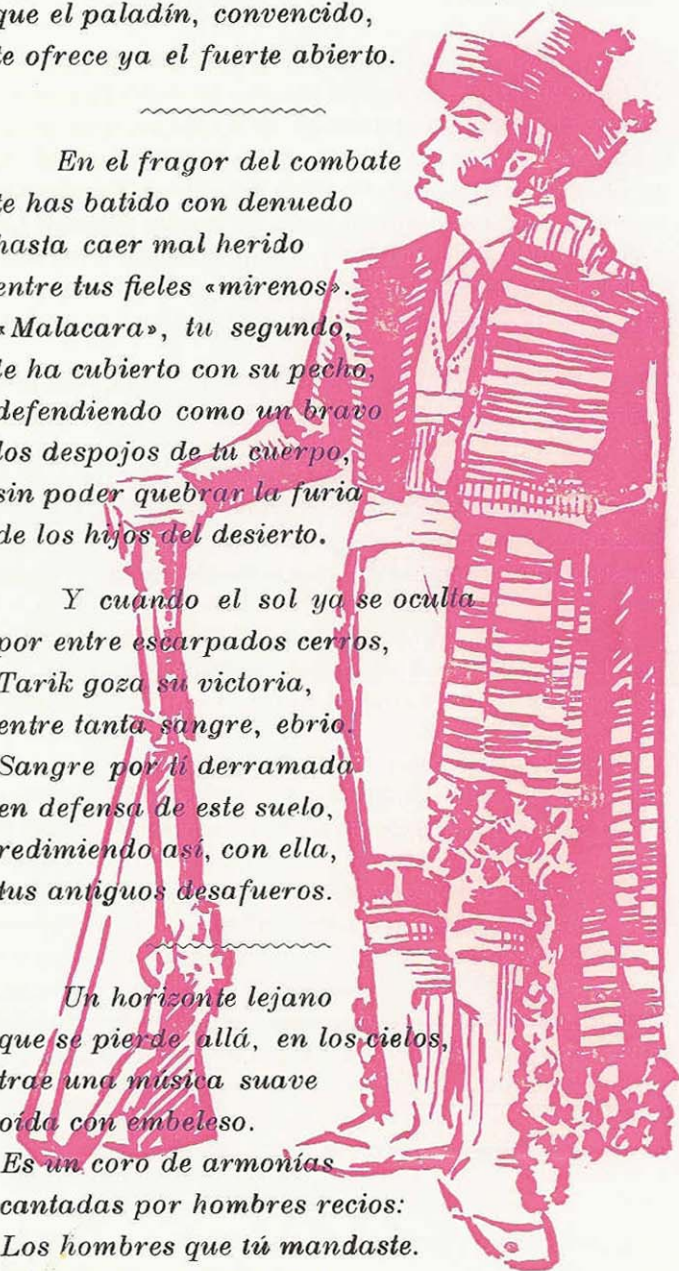 que el paladín, convencido,
te ofrece ya el fuerte abierto.
En el fragor del combate
te has batido con denuedo
hasta caer mal herido
entre tus fieles «mirenos».
«Malacara», tu segundo,
te ha cubierto con su pecho,
defendiendo como un bravo
los despojos de tu cuerpo,
sin poder quebrar la furia
de los hijos del desierto.
Y cuando el sol ya se oculta
por entre escarpados cerros,
Tarik goza su victoria,
entre tanta sangre, ebrio.
Sangre por tí derramada
en defensa de este suelo,
redimiendo así, con ella,
tus antiguos desafueros.
Un horizonte lejano
que se pierde allá, en los cielos,
trae una música suave
oída con embeleso.
Es un coro de armonías
cantadas por hombres recios:
Los hombres que tú mandaste.